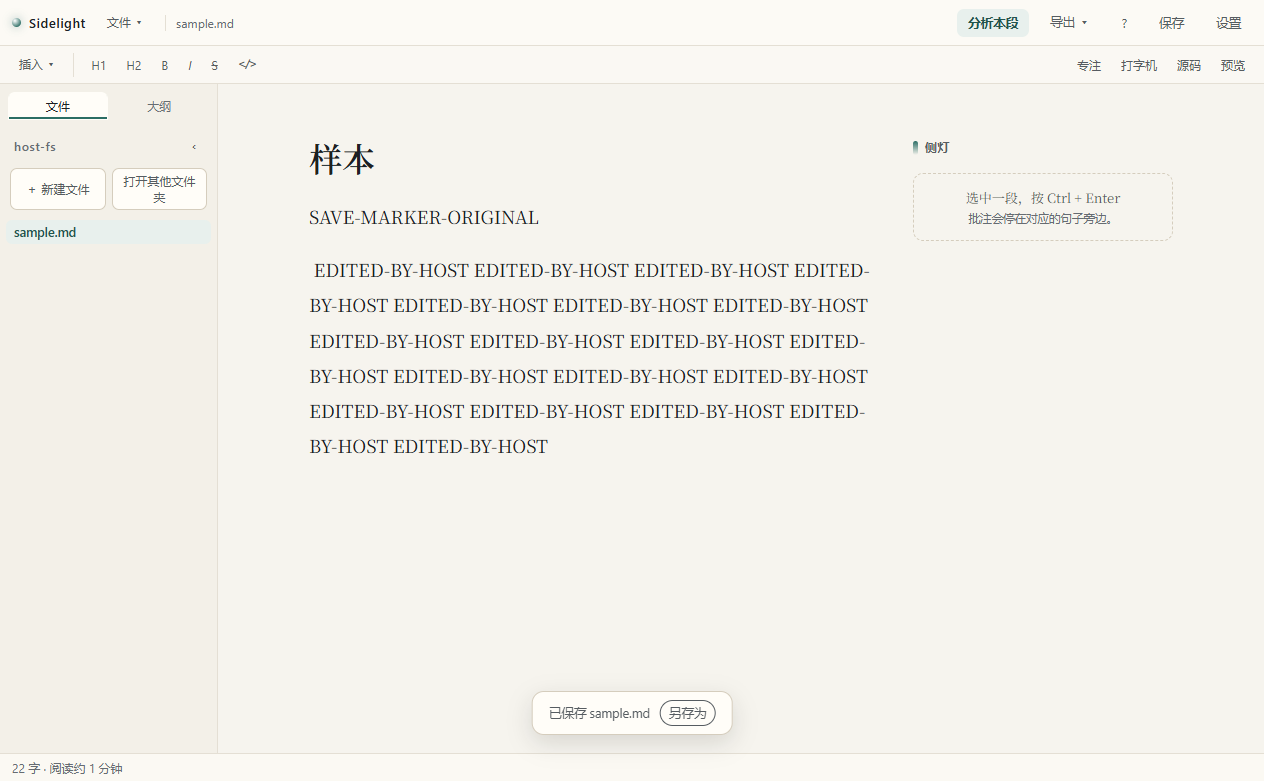 Sidelight 文件 ▾ sample.md 分析本段 导出 ▾ ? 保存 设置
插入 ▾ H1 H2 B I S </> 专注 打字机 源码 预览
文件 大纲
host-fs ‹
+ 新建文件 打开其他文件
夹
sample.md
样本
SAVE-MARKER-ORIGINAL
EDITED-BY-HOST EDITED-BY-HOST EDITED-BY-HOST EDITED-
BY-HOST EDITED-BY-HOST EDITED-BY-HOST EDITED-BY-HOST
EDITED-BY-HOST EDITED-BY-HOST EDITED-BY-HOST EDITED-
BY-HOST EDITED-BY-HOST EDITED-BY-HOST EDITED-BY-HOST
EDITED-BY-HOST EDITED-BY-HOST EDITED-BY-HOST EDITED-
BY-HOST EDITED-BY-HOST
侧灯
选中一段，按 Ctrl + Enter
批注会停在对应的句子旁边。
已保存 sample.md 另存为
22 字 · 阅读约 1 分钟